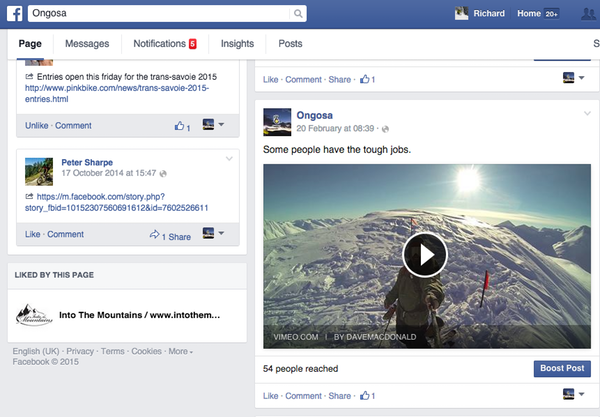 Ongosa
Richard
Home 20+
Page
Messages
Notifications 5
Insights
Posts
S
Entries open this friday for the trans-savoie 2015
http://www.pinkbike.com/news/trans-savoie-2015-
entries.html
Unlike · Comment
1
Peter Sharpe
17 October 2014 at 15:47 ·
https://m.facebook.com/story.php?
story_fbid=10152307560691612&id=7602526611
Like · Comment
1 Share
LIKED BY THIS PAGE
Into The Mountains / www.intothem…
English (UK) · Privacy · Terms · Cookies · More
Facebook © 2015
Like · Comment · Share · 1
Ongosa
20 February at 08:39 ·
Some people have the tough jobs.
VIMEO.COM | BY DAVEMACDONALD
54 people reached
Boost Post
Like · Comment · Share · 1